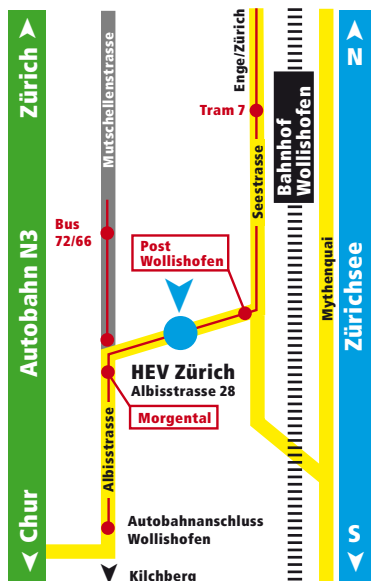 Zürich
Autobahn N3
Chur
Mutschellenstrasse
Enge/Zürich
Tram 7
Seestrasse
Bahnhof
Wollishofen
N
Bus
72/66
Post
Wollishofen
Mythenquai
Zürichsee
HEV Zürich
Albisstrasse 28
Morgental
Albisstrasse
Autobahnanschluss
Wollishofen
S
Kilchberg